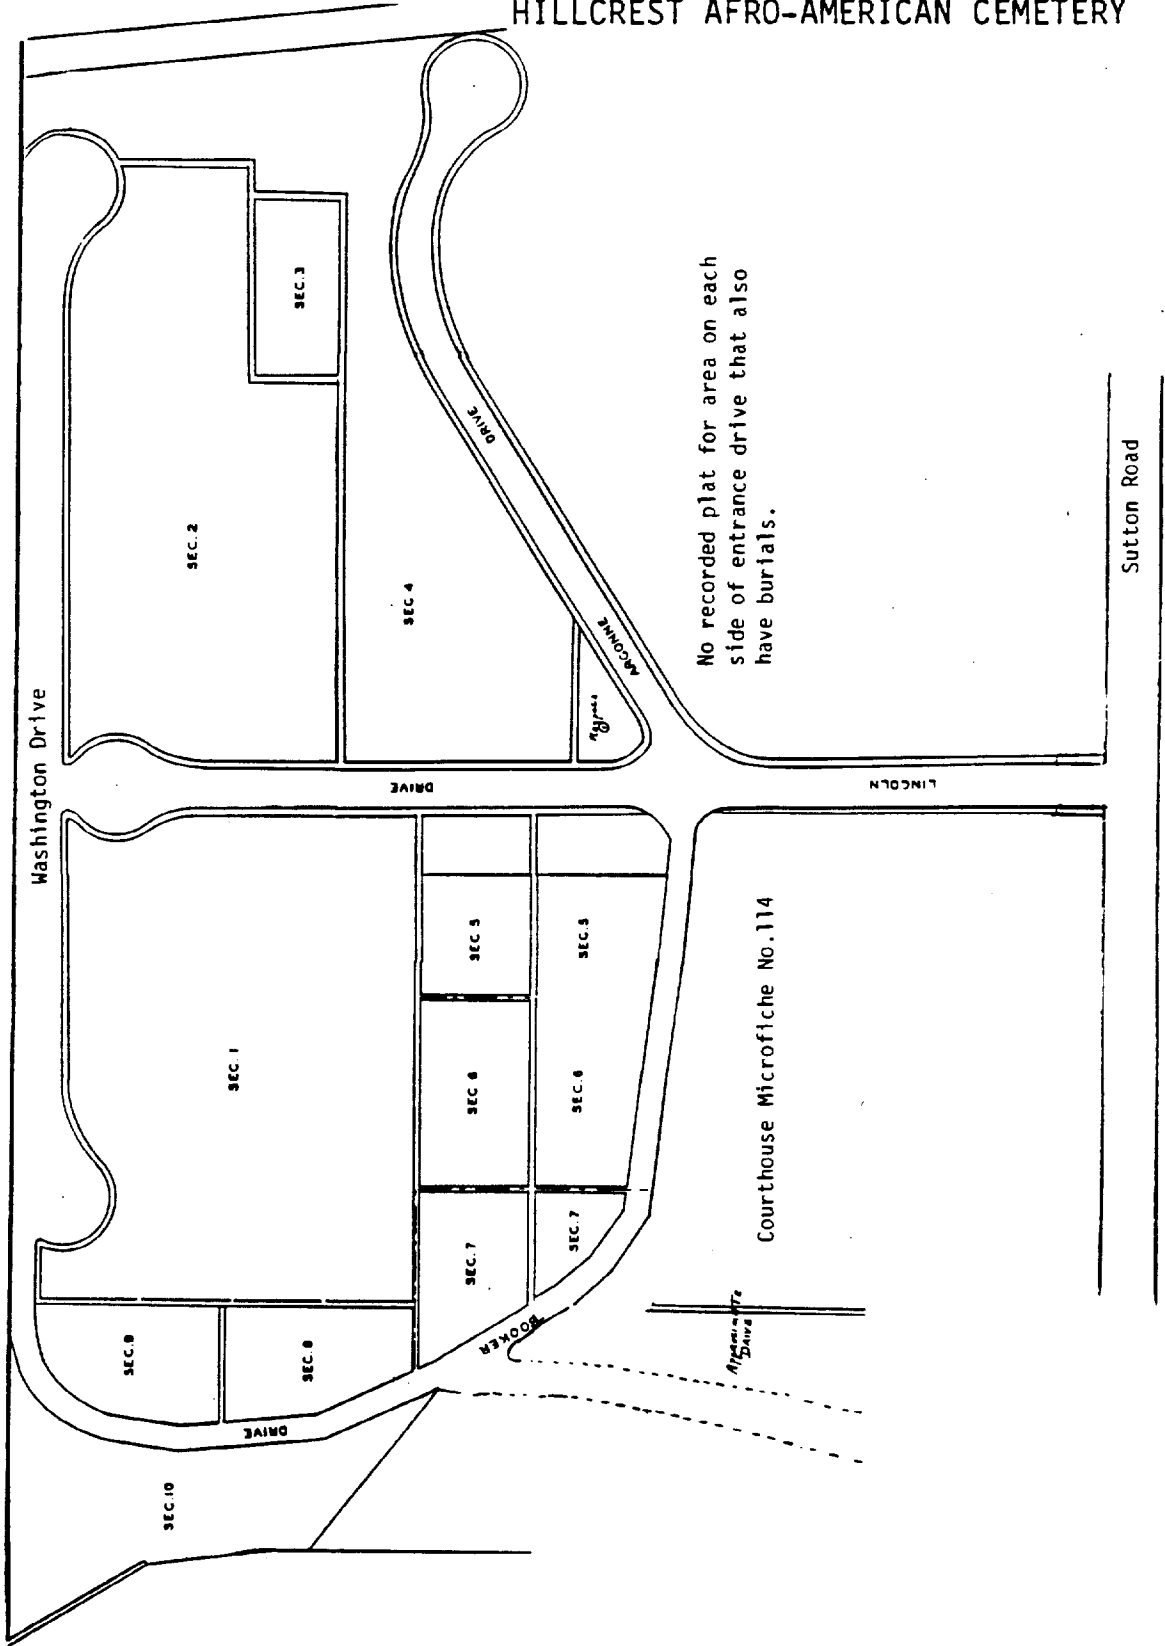 HILLCREST AFRO-AMERICAN CEMETERY
Washington Drive
SEC. 2
SEC. 3
SEC 4
DRIVE
ARGONNE
No recorded plat for area on each
side of entrance drive that also
have burials.
Sutton Road
DRIVE
LINCOLN
SEC. 1
SEC. 5
SEC. 5
SEC 6
SEC. 6
SEC. 7
SEC. 7
Courthouse Microfiche No.114
SEC. 9
SEC. 8
BOOKER
DRIVE
DRIVE
SEC. 10